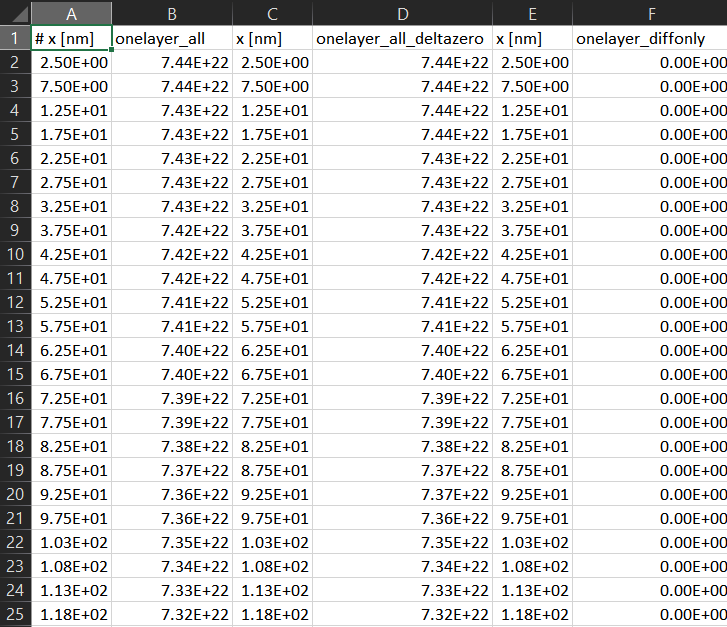 A B C D E F
1 # x [nm] onelayer_all x [nm] onelayer_all_deltazero x [nm] onelayer_diffonly
2 2.50E+00 7.44E+22 2.50E+00 7.44E+22 2.50E+00 0.00E+00
3 7.50E+00 7.44E+22 7.50E+00 7.44E+22 7.50E+00 0.00E+00
4 1.25E+01 7.43E+22 1.25E+01 7.44E+22 1.25E+01 0.00E+00
5 1.75E+01 7.43E+22 1.75E+01 7.44E+22 1.75E+01 0.00E+00
6 2.25E+01 7.43E+22 2.25E+01 7.43E+22 2.25E+01 0.00E+00
7 2.75E+01 7.43E+22 2.75E+01 7.43E+22 2.75E+01 0.00E+00
8 3.25E+01 7.43E+22 3.25E+01 7.43E+22 3.25E+01 0.00E+00
9 3.75E+01 7.42E+22 3.75E+01 7.43E+22 3.75E+01 0.00E+00
10 4.25E+01 7.42E+22 4.25E+01 7.42E+22 4.25E+01 0.00E+00
11 4.75E+01 7.42E+22 4.75E+01 7.42E+22 4.75E+01 0.00E+00
12 5.25E+01 7.41E+22 5.25E+01 7.41E+22 5.25E+01 0.00E+00
13 5.75E+01 7.41E+22 5.75E+01 7.41E+22 5.75E+01 0.00E+00
14 6.25E+01 7.40E+22 6.25E+01 7.40E+22 6.25E+01 0.00E+00
15 6.75E+01 7.40E+22 6.75E+01 7.40E+22 6.75E+01 0.00E+00
16 7.25E+01 7.39E+22 7.25E+01 7.39E+22 7.25E+01 0.00E+00
17 7.75E+01 7.39E+22 7.75E+01 7.39E+22 7.75E+01 0.00E+00
18 8.25E+01 7.38E+22 8.25E+01 7.38E+22 8.25E+01 0.00E+00
19 8.75E+01 7.37E+22 8.75E+01 7.37E+22 8.75E+01 0.00E+00
20 9.25E+01 7.36E+22 9.25E+01 7.37E+22 9.25E+01 0.00E+00
21 9.75E+01 7.36E+22 9.75E+01 7.36E+22 9.75E+01 0.00E+00
22 1.03E+02 7.35E+22 1.03E+02 7.35E+22 1.03E+02 0.00E+00
23 1.08E+02 7.34E+22 1.08E+02 7.34E+22 1.08E+02 0.00E+00
24 1.13E+02 7.33E+22 1.13E+02 7.33E+22 1.13E+02 0.00E+00
25 1.18E+02 7.32E+22 1.18E+02 7.32E+22 1.18E+02 0.00E+00